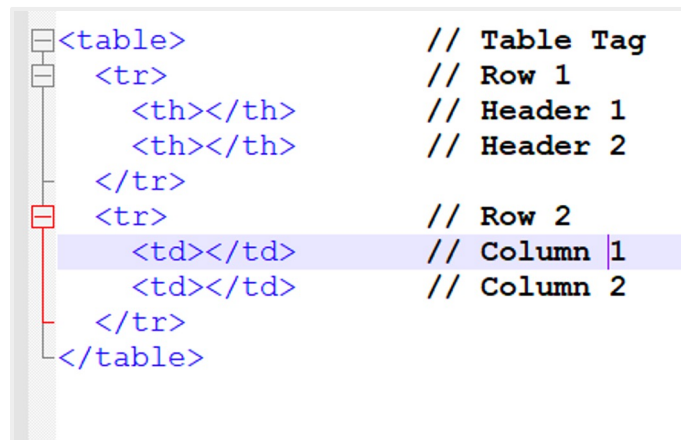 <table> // Table Tag
<tr> // Row 1
<th></th> // Header 1
<th></th> // Header 2
</tr>
<tr> // Row 2
<td></td> // Column 1
<td></td> // Column 2
</tr>
</table>